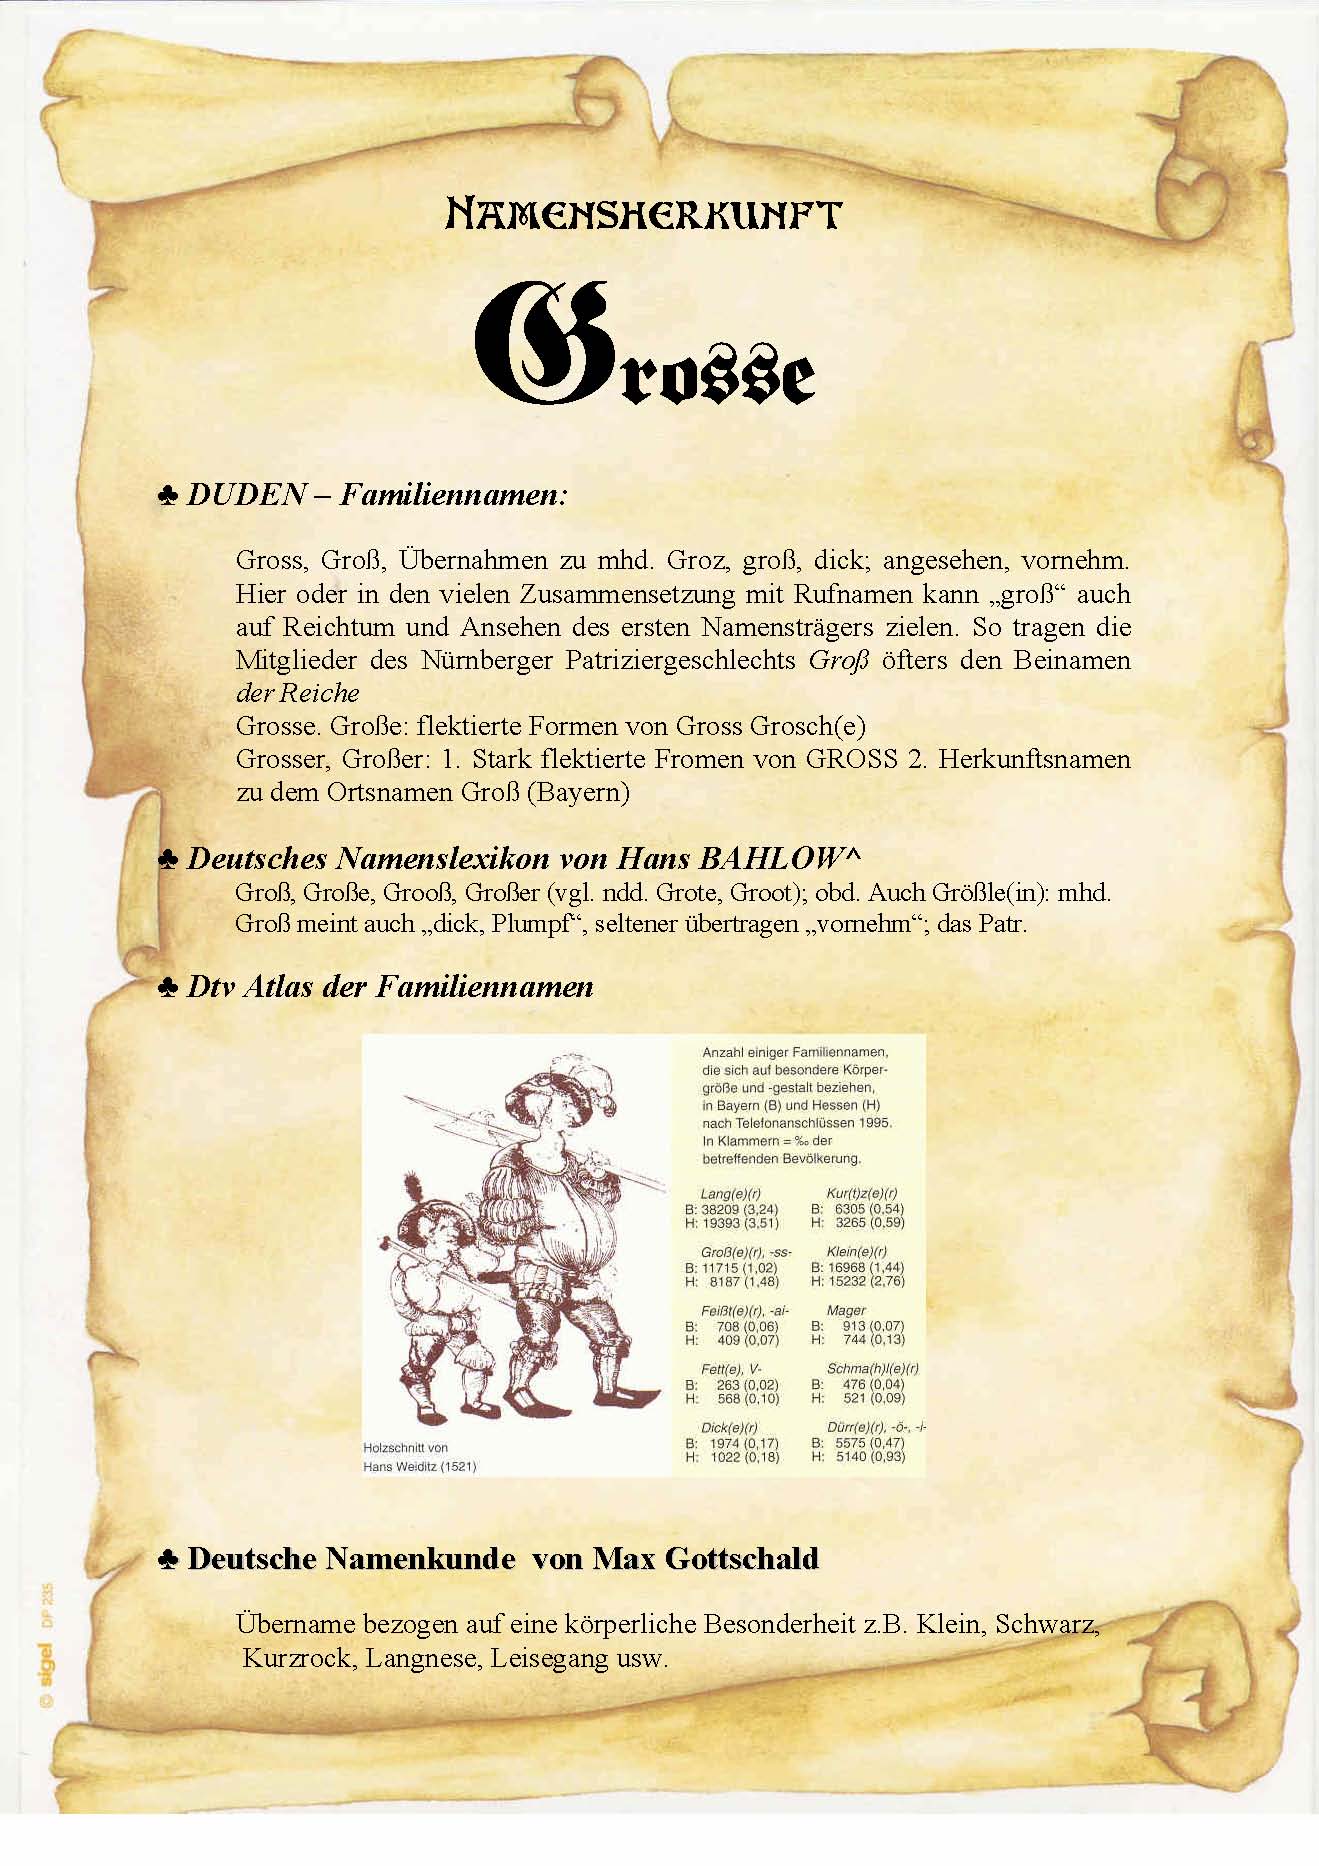 NAMENSHERKUNFT
Grosse
♣ DUDEN – Familiennamen:
Gross, Groß, Übernahmen zu mhd. Groz, groß, dick; angesehen, vornehm.
Hier oder in den vielen Zusammensetzung mit Rufnamen kann „groß“ auch
auf Reichtum und Ansehen des ersten Namensträgers zielen. So tragen die
Mitglieder des Nürnberger Patriziergeschlechts Groß öfters den Beinamen
der Reiche
Grosse. Große: flektierte Formen von Gross Grosch(e)
Grosser, Großer: 1. Stark flektierte Fromen von GROSS 2. Herkunftsnamen
zu dem Ortsnamen Groß (Bayern)
♣ Deutsches Namenslexikon von Hans BAHLOW^
Groß, Große, Grooß, Großer (vgl. ndd. Grote, Groot); obd. Auch Größle(in): mhd.
Groß meint auch „dick, Plumpf“, seltener übertragen „vornehm“; das Patr.
♣ Dtv Atlas der Familiennamen
Anzahl einiger Familiennamen,
die sich auf besondere Körper-
größe und -gestalt beziehen,
in Bayern (B) und Hessen (H)
nach Telefonanschlüssen 1995.
In Klammern = ‰ der
betreffenden Bevölkerung.
Lang(e)(r) Kur(t)z(e)(r)
B: 38209 (3,24) B: 6305 (0,54)
H: 19393 (3,51) H: 3265 (0,59)
Groß(e)(r), -ss- Klein(e)(r)
B: 11715 (1,02) B: 16968 (1,44)
H: 8187 (1,48) H: 15232 (2,76)
Feißt(e)(r), -ai- Mager
B: 708 (0,06) B: 913 (0,07)
H: 409 (0,07) H: 744 (0,13)
Fett(e), V- Schma(h)l(e)(r)
B: 263 (0,02) B: 476 (0,04)
H: 568 (0,10) H: 521 (0,09)
Dick(e)(r) Dürr(e)(r), -ö-, -i-
B: 1974 (0,17) B: 5575 (0,47)
H: 1022 (0,18) H: 5140 (0,93)
Holzschnitt von
Hans Weiditz (1521)
♣ Deutsche Namenkunde von Max Gottschald
Übername bezogen auf eine körperliche Besonderheit z.B. Klein, Schwarz,
Kurzrock, Langnese, Leisegang usw.
© sigel DP 235